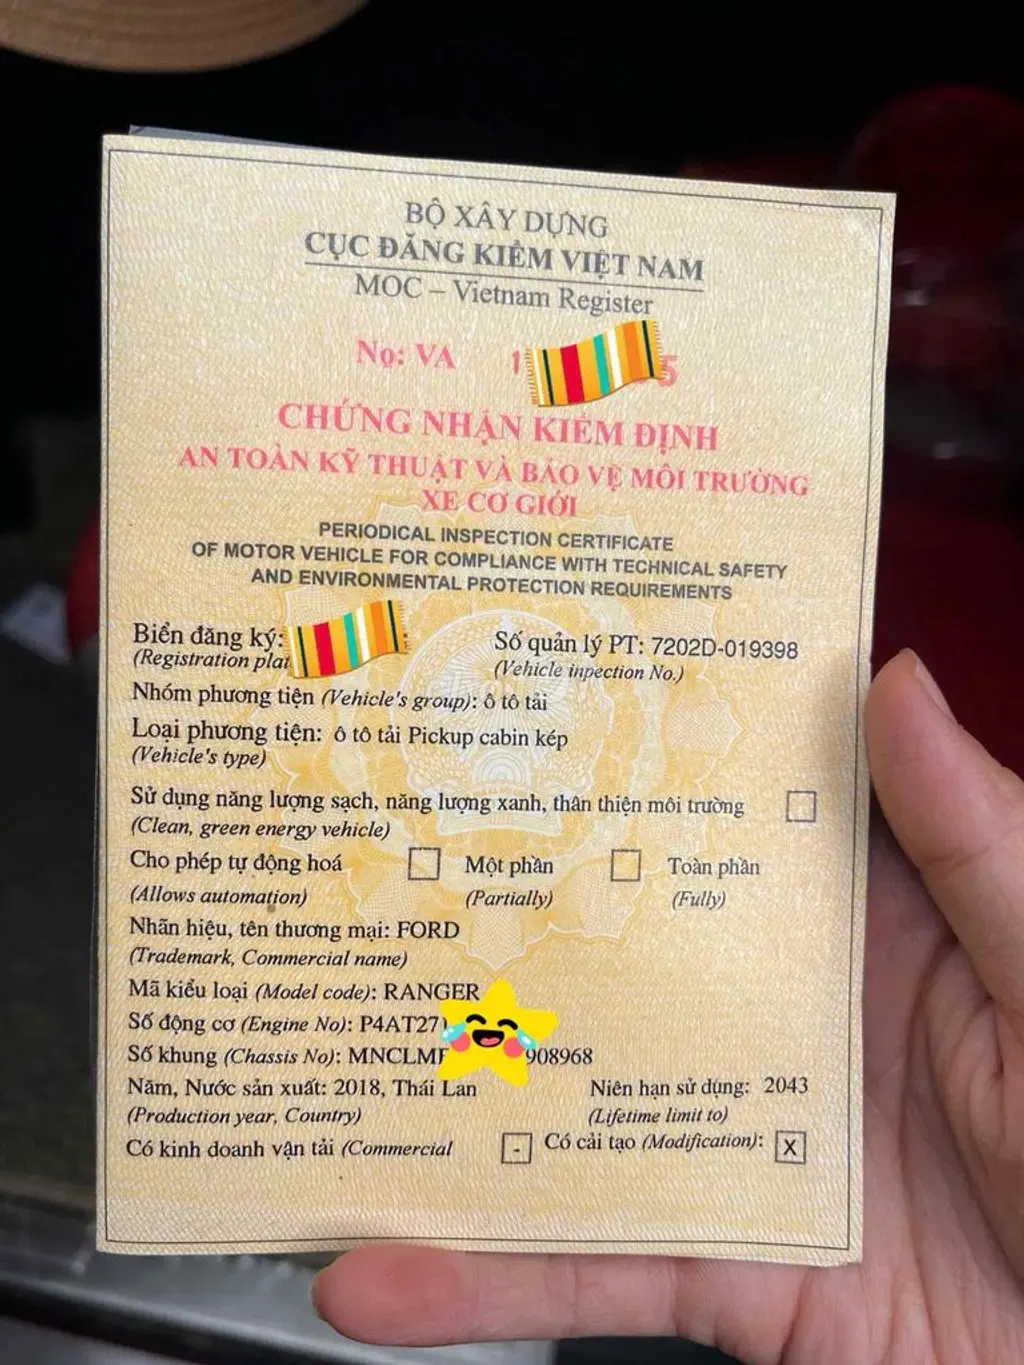 BỘ XÂY DỰNG
CỤC ĐĂNG KIỂM VIỆT NAM
MOC – Vietnam Register
No: VA 1 5
CHỨNG NHẬN KIỂM ĐỊNH
AN TOÀN KỸ THUẬT VÀ BẢO VỆ MÔI TRƯỜNG
XE CƠ GIỚI
PERIODICAL INSPECTION CERTIFICATE
OF MOTOR VEHICLE FOR COMPLIANCE WITH TECHNICAL SAFETY
AND ENVIRONMENTAL PROTECTION REQUIREMENTS
Biển đăng ký: Số quản lý PT: 7202D-019398
(Registration plat (Vehicle inpection No.)
Nhóm phương tiện (Vehicle's group): ô tô tải
Loại phương tiện: ô tô tải Pickup cabin kép
(Vehicle's type)
Sử dụng năng lượng sạch, năng lượng xanh, thân thiện môi trường
(Clean, green energy vehicle)
Cho phép tự động hoá Một phần Toàn phần
(Allows automation) (Partially) (Fully)
Nhãn hiệu, tên thương mại: FORD
(Trademark, Commercial name)
Mã kiểu loại (Model code): RANGER
Số động cơ (Engine No): P4AT27
Số khung (Chassis No): MNCLMF 908968
Năm, Nước sản xuất: 2018, Thái Lan Niên hạn sử dụng: 2043
(Production year, Country) (Lifetime limit to)
Có kinh doanh vận tải (Commercial - Có cải tạo (Modification): X